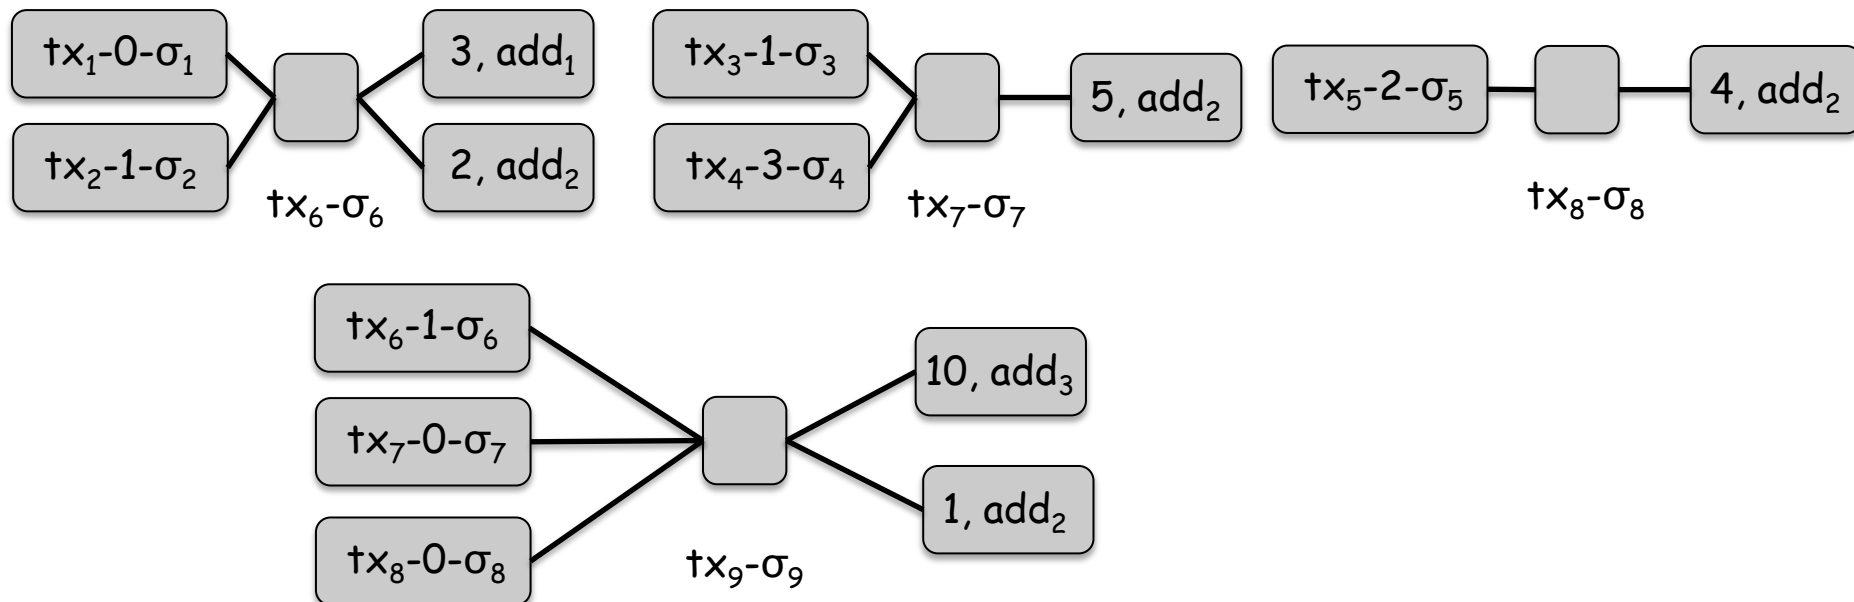 tx₁-0-σ₁
3, add₁
tx₂-1-σ₂
2, add₂
tx₆-σ₆
tx₃-1-σ₃
5, add₂
tx₄-3-σ₄
tx₇-σ₇
tx₅-2-σ₅
4, add₂
tx₈-σ₈
tx₆-1-σ₆
10, add₃
tx₇-0-σ₇
1, add₂
tx₈-0-σ₈
tx₉-σ₉